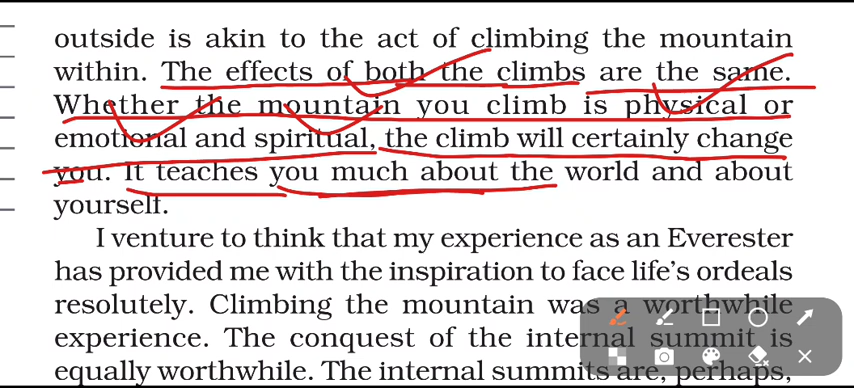 outside is akin to the act of climbing the mountain
within. The effects of both the climbs are the same.
Whether the mountain you climb is physical or
emotional and spiritual, the climb will certainly change
you. It teaches you much about the world and about
yourself.
I venture to think that my experience as an Everester
has provided me with the inspiration to face life’s ordeals
resolutely. Climbing the mountain was a worthwhile
experience. The conquest of the internal summit is
equally worthwhile. The internal summits are, perhaps,